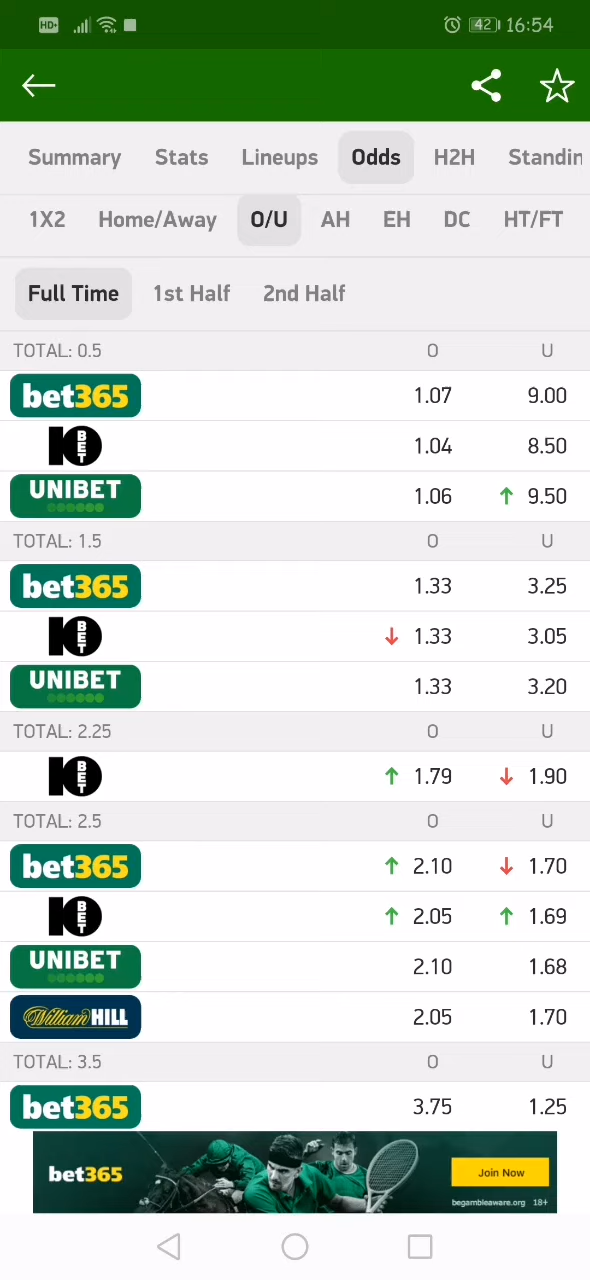 HD+ 42 16:54
Summary Stats Lineups Odds H2H Standin
1X2 Home/Away O/U AH EH DC HT/FT
Full Time 1st Half 2nd Half
TOTAL: 0.5 O U
bet365 1.07 9.00
10BET 1.04 8.50
UNIBET 1.06 9.50
TOTAL: 1.5 O U
bet365 1.33 3.25
10BET 1.33 3.05
UNIBET 1.33 3.20
TOTAL: 2.25 O U
10BET 1.79 1.90
TOTAL: 2.5 O U
bet365 2.10 1.70
10BET 2.05 1.69
UNIBET 2.10 1.68
William HILL 2.05 1.70
TOTAL: 3.5 O U
bet365 3.75 1.25
bet365 Join Now
begambleaware.org 18+